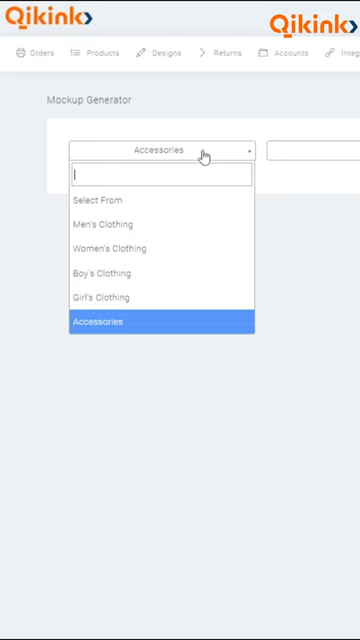 Qikink
Qikink
Orders
Products
Designs
Returns
Accounts
Integ
Mockup Generator
Accessories
Select From
Men's Clothing
Women's Clothing
Boy's Clothing
Girl's Clothing
Accessories